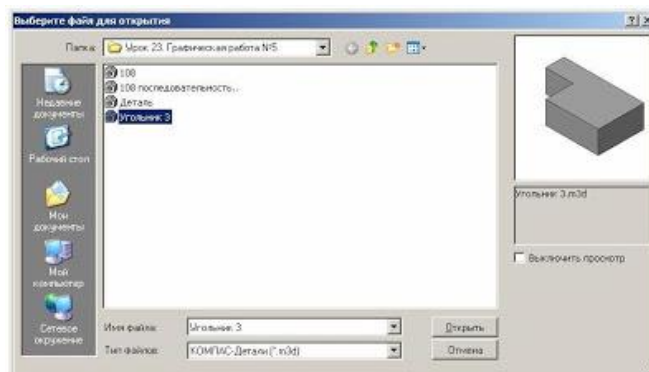 Выберите файл для открытия
Папка: Урок 23. Графическая работа №5
108
108 последовательность...
Деталь
Угольник 3
Недавние документы
Рабочий стол
Мои документы
Мой компьютер
Сетевое окружение
Угольник 3.m3d
Выключить просмотр
Имя файла: Угольник 3
Открыть
Тип файлов: КОМПАС-Детали (*.m3d)
Отмена